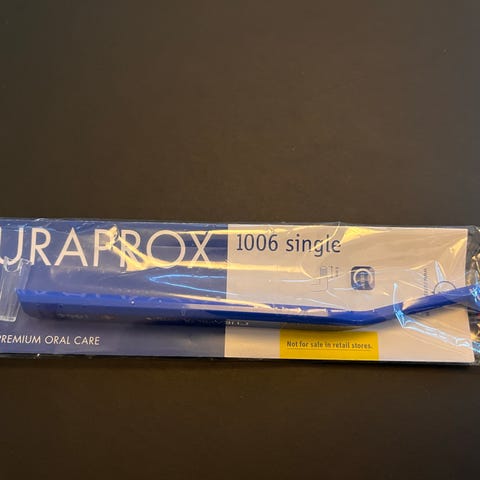 URAPROX
1006 single
PREMIUM ORAL CARE
Not for sale in retail stores.